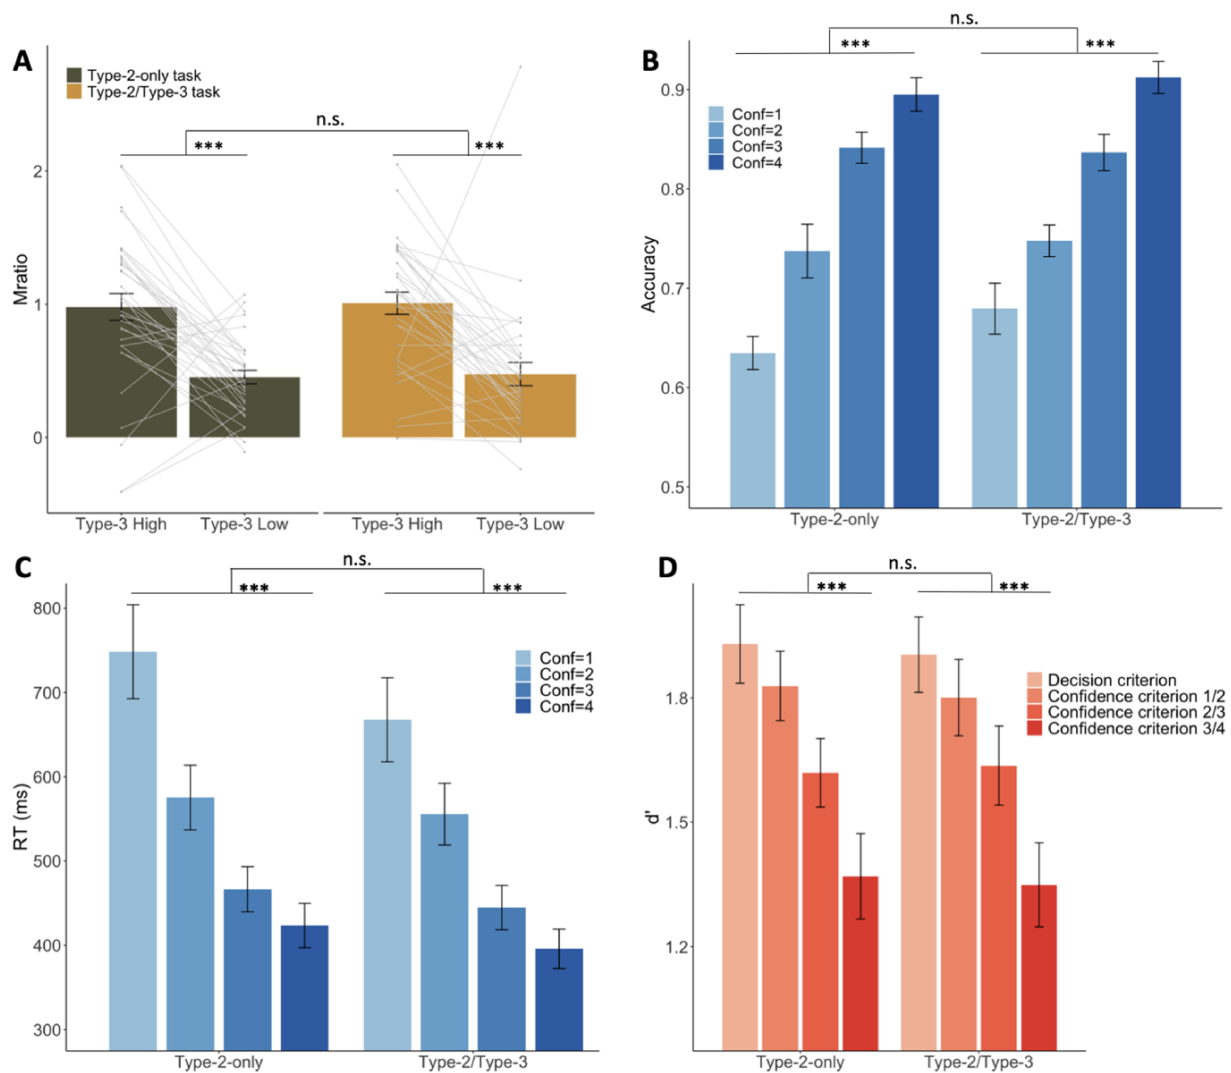 A
Type-2-only task
Type-2/Type-3 task
n.s.
***
***
2
1
0
Mratio
Type-3 High
Type-3 Low
Type-3 High
Type-3 Low
B
n.s.
***
***
Conf=1
Conf=2
Conf=3
Conf=4
0.9
0.8
0.7
0.6
0.5
Accuracy
Type-2-only
Type-2/Type-3
C
n.s.
***
***
Conf=1
Conf=2
Conf=3
Conf=4
800
700
600
500
400
300
RT (ms)
Type-2-only
Type-2/Type-3
D
n.s.
***
***
Decision criterion
Confidence criterion 1/2
Confidence criterion 2/3
Confidence criterion 3/4
1.8
1.5
1.2
d'
Type-2-only
Type-2/Type-3